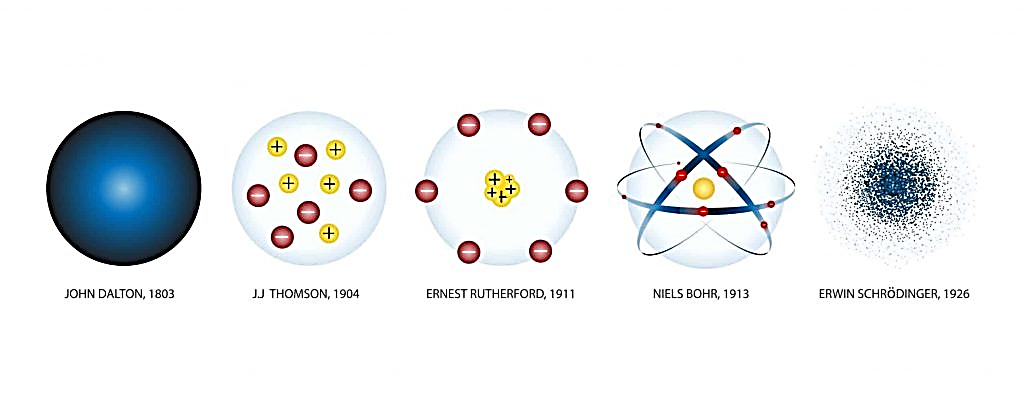 JOHN DALTON, 1803
J.J THOMSON, 1904
ERNEST RUTHERFORD, 1911
NIELS BOHR, 1913
ERWIN SCHRÖDINGER, 1926